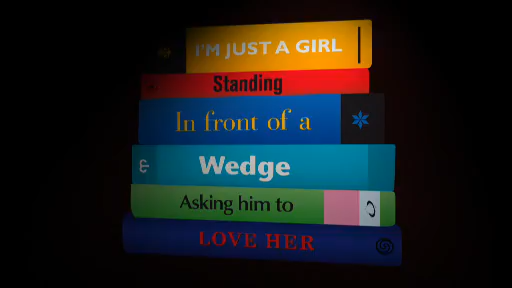 I'M JUST A GIRL
Standing
In front of a
Wedge
Asking him to
LOVE HER